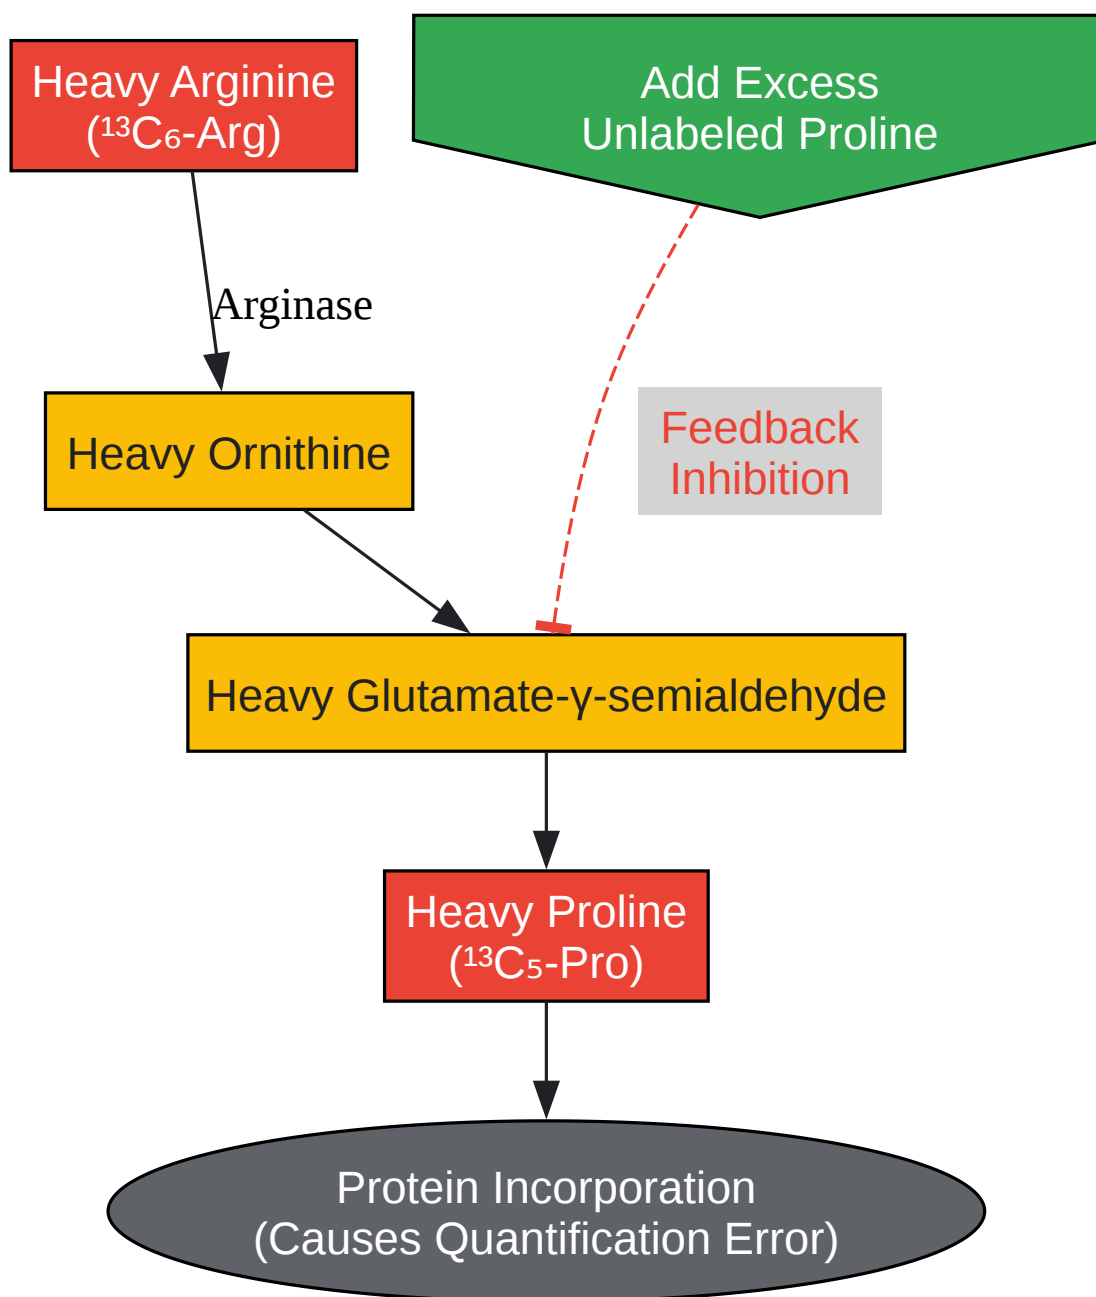 Heavy Arginine
(¹³C₆-Arg)
Add Excess
Unlabeled Proline
Arginase
Feedback
Inhibition
Heavy Ornithine
Heavy Glutamate-γ-semialdehyde
Heavy Proline
(¹³C₅-Pro)
Protein Incorporation
(Causes Quantification Error)